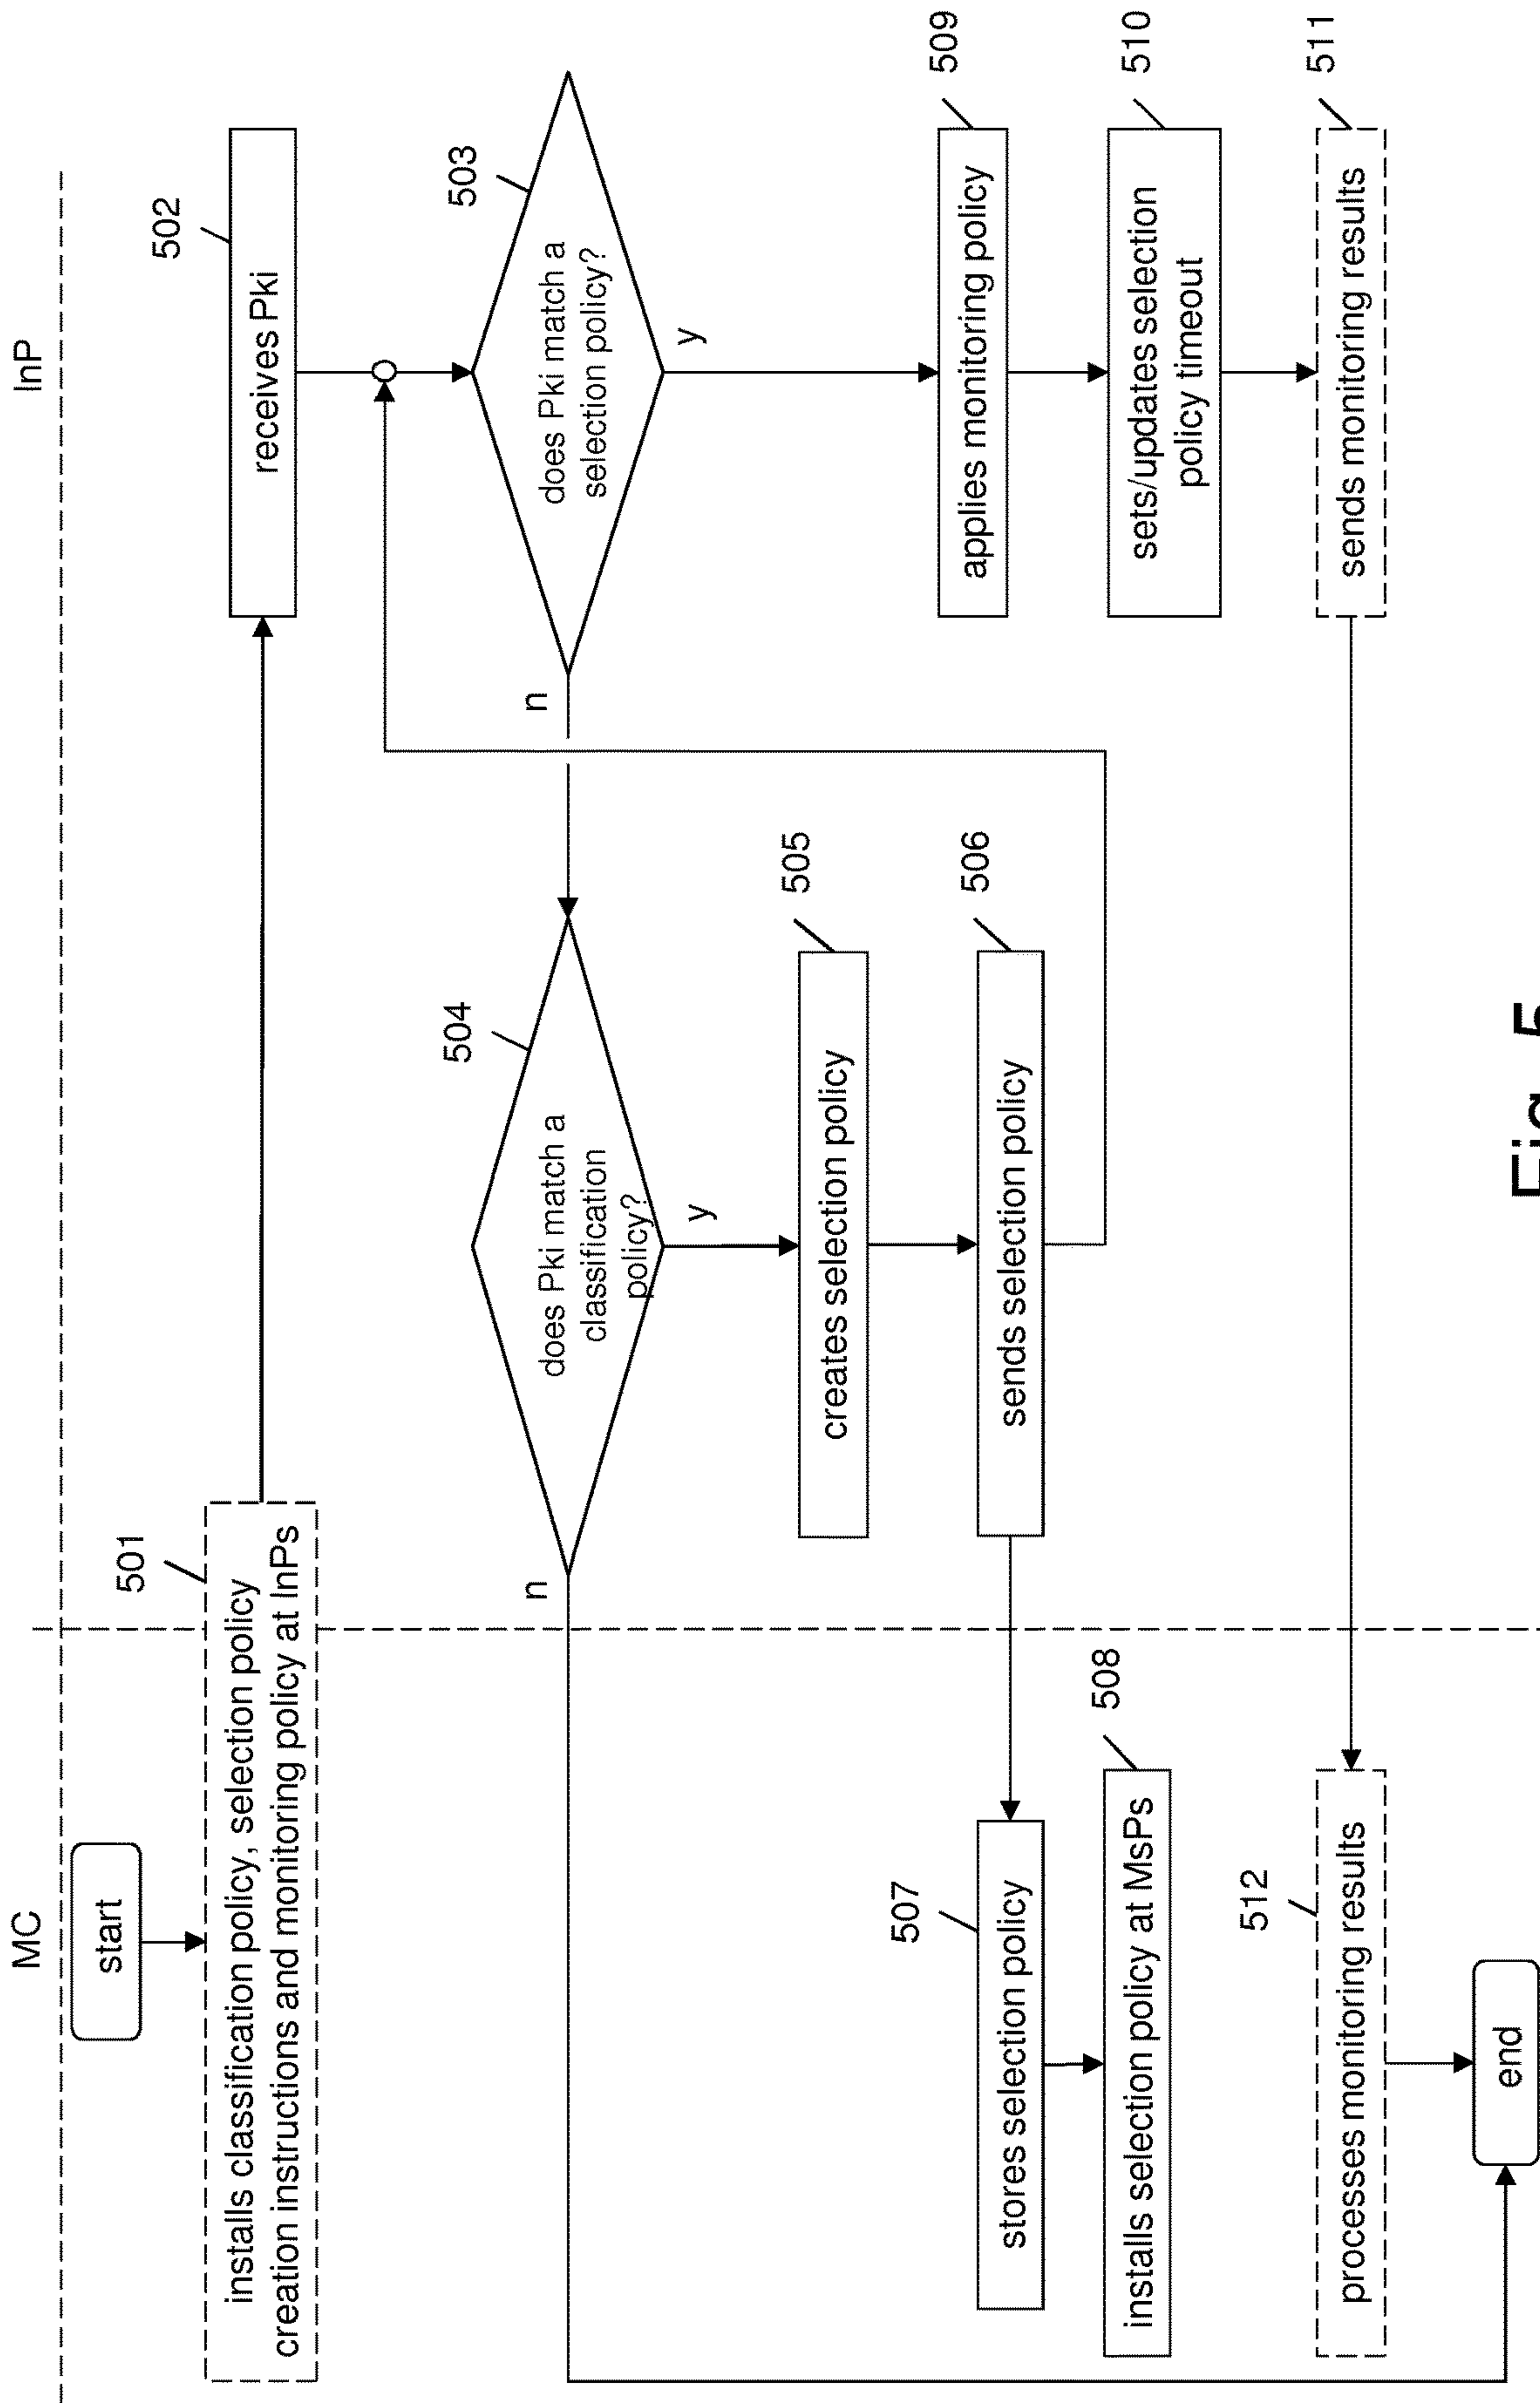 MC
InP
start
501
installs classification policy, selection policy
creation instructions and monitoring policy at InPs
502
receives Pki
503
does Pki match a
selection policy?
n
y
504
does Pki match a
classification
policy?
n
y
505
creates selection policy
506
sends selection policy
507
stores selection policy
508
installs selection policy at MsPs
509
applies monitoring policy
510
sets/updates selection
policy timeout
511
sends monitoring results
512
processes monitoring results
end
Fig. 5